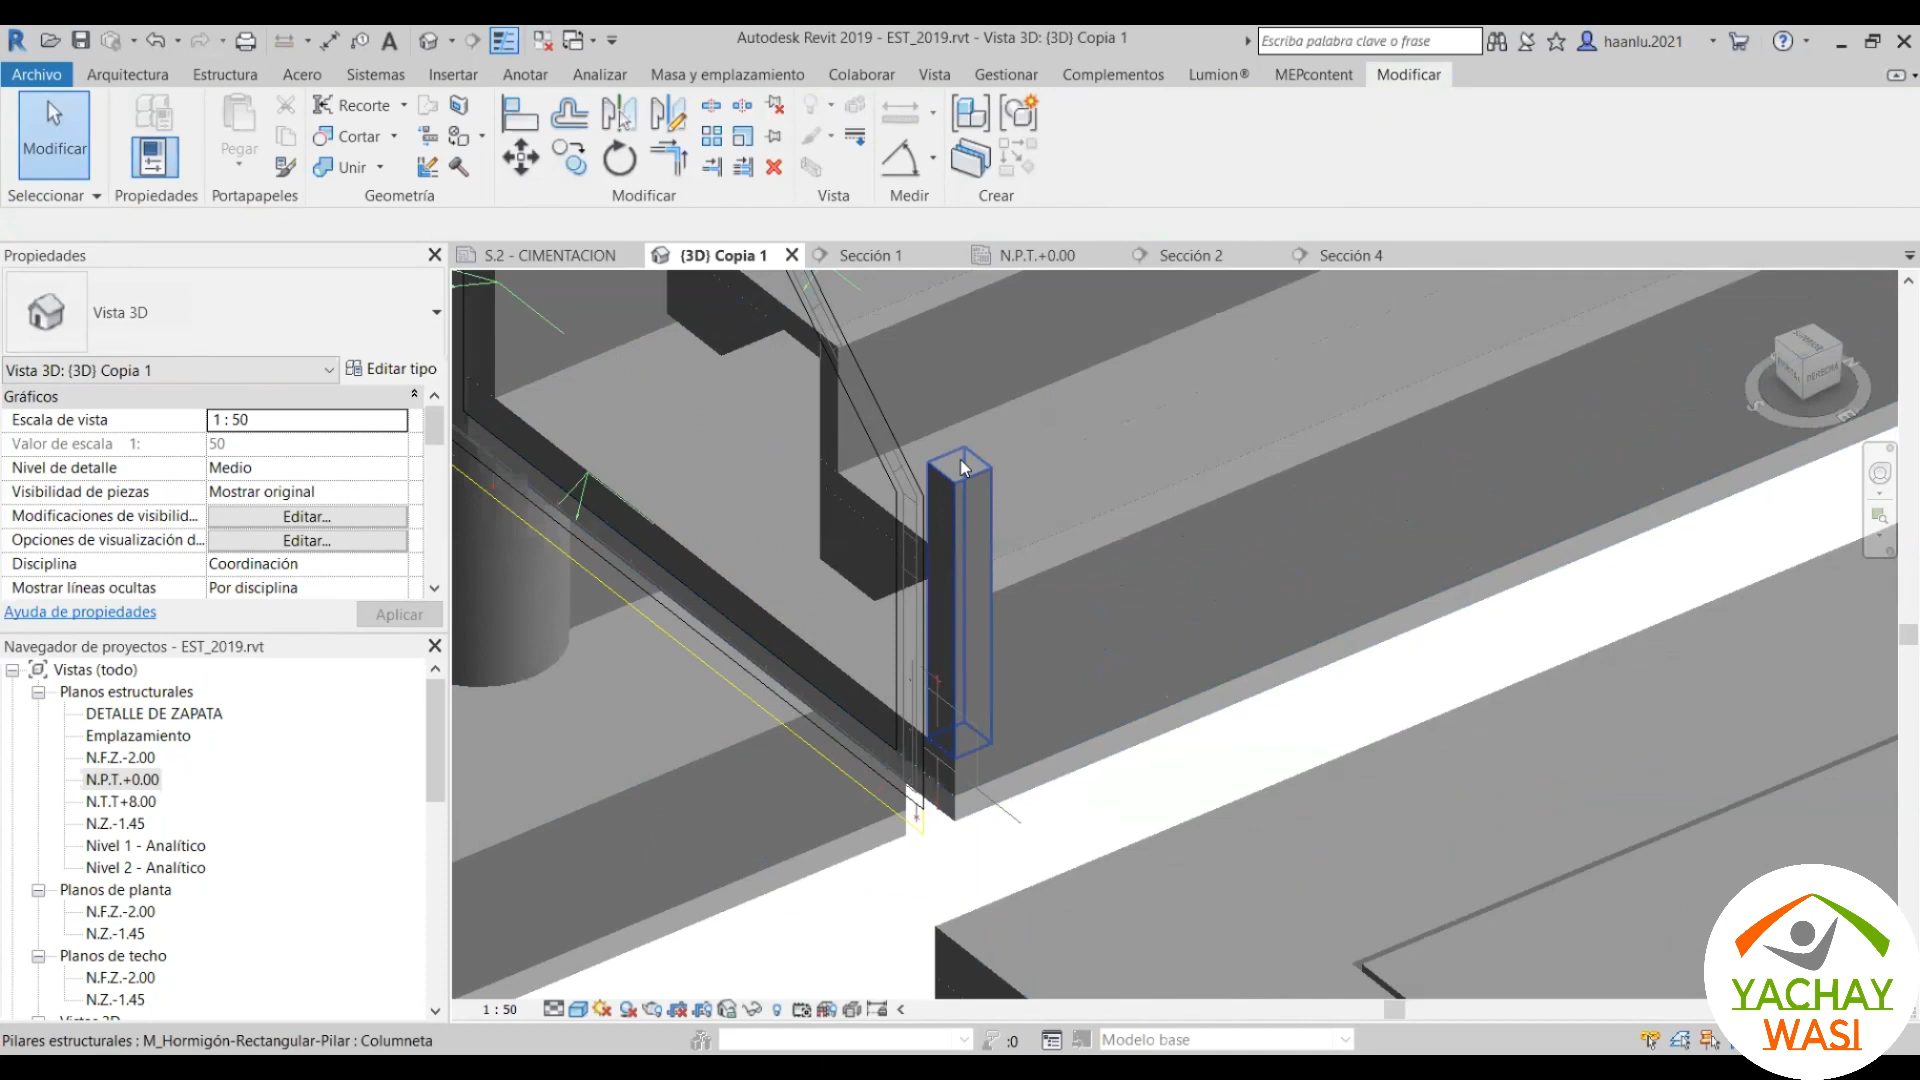 Autodesk Revit 2019 - EST_2019.rvt - Vista 3D: {3D} Copia 1
Escriba palabra clave o frase
haanlu.2021
Archivo Arquitectura Estructura Acero Sistemas Insertar Anotar Analizar Masa y emplazamiento Colaborar Vista Gestionar Complementos Lumion® MEPcontent Modificar
Modificar
Pegar
Recorte
Cortar
Unir
Seleccionar Propiedades Portapapeles Geometría Modificar Vista Medir Crear
Propiedades
S.2 - CIMENTACION {3D} Copia 1 Sección 1 N.P.T.+0.00 Sección 2 Sección 4
Vista 3D
Vista 3D: {3D} Copia 1 Editar tipo
Gráficos
Escala de vista 1 : 50
Valor de escala 1: 50
Nivel de detalle Medio
Visibilidad de piezas Mostrar original
Modificaciones de visibilid... Editar...
Opciones de visualización d... Editar...
Disciplina Coordinación
Mostrar líneas ocultas Por disciplina
Ayuda de propiedades Aplicar
Navegador de proyectos - EST_2019.rvt
Vistas (todo)
Planos estructurales
DETALLE DE ZAPATA
Emplazamiento
N.F.Z.-2.00
N.P.T.+0.00
N.T.T+8.00
N.Z.-1.45
Nivel 1 - Analítico
Nivel 2 - Analítico
Planos de planta
N.F.Z.-2.00
N.Z.-1.45
Planos de techo
N.F.Z.-2.00
N.Z.-1.45
1 : 50
Pilares estructurales : M_Hormigón-Rectangular-Pilar : Columneta
:0
Modelo base
YACHAY
WASI